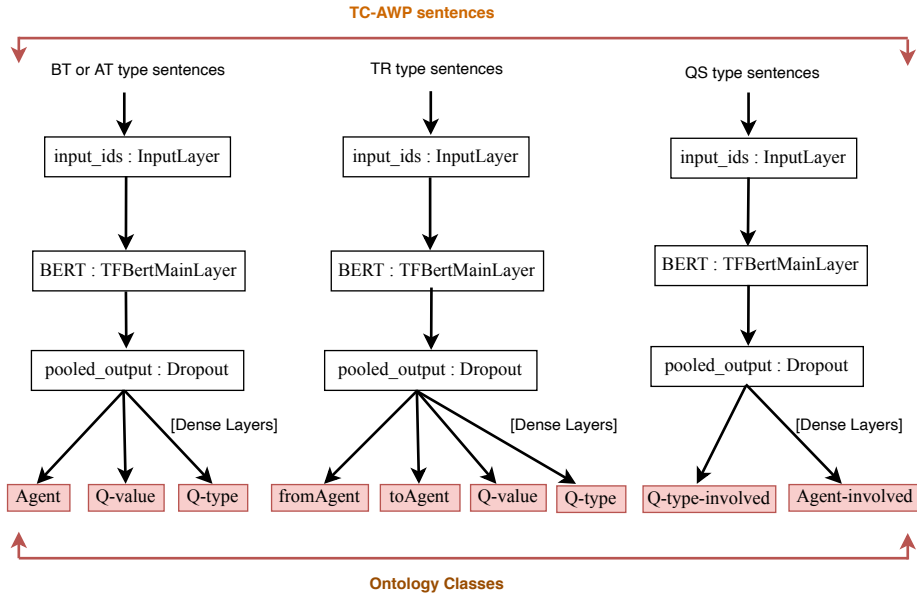 TC-AWP sentences
BT or AT type sentences
TR type sentences
QS type sentences
input_ids : InputLayer
input_ids : InputLayer
input_ids : InputLayer
BERT : TFBertMainLayer
BERT : TFBertMainLayer
BERT : TFBertMainLayer
pooled_output : Dropout
pooled_output : Dropout
pooled_output : Dropout
[Dense Layers]
[Dense Layers]
[Dense Layers]
Agent
Q-value
Q-type
fromAgent
toAgent
Q-value
Q-type
Q-type-involved
Agent-involved
Ontology Classes